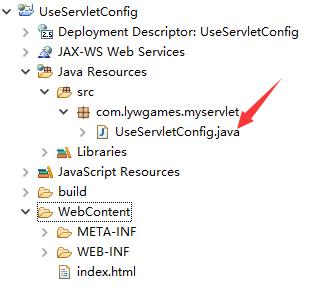 UseServletConfig
Deployment Descriptor: UseServletConfig
JAX-WS Web Services
Java Resources
src
com.lywgames.myservlet
UseServletConfig.java
Libraries
JavaScript Resources
build
WebContent
META-INF
WEB-INF
index.html